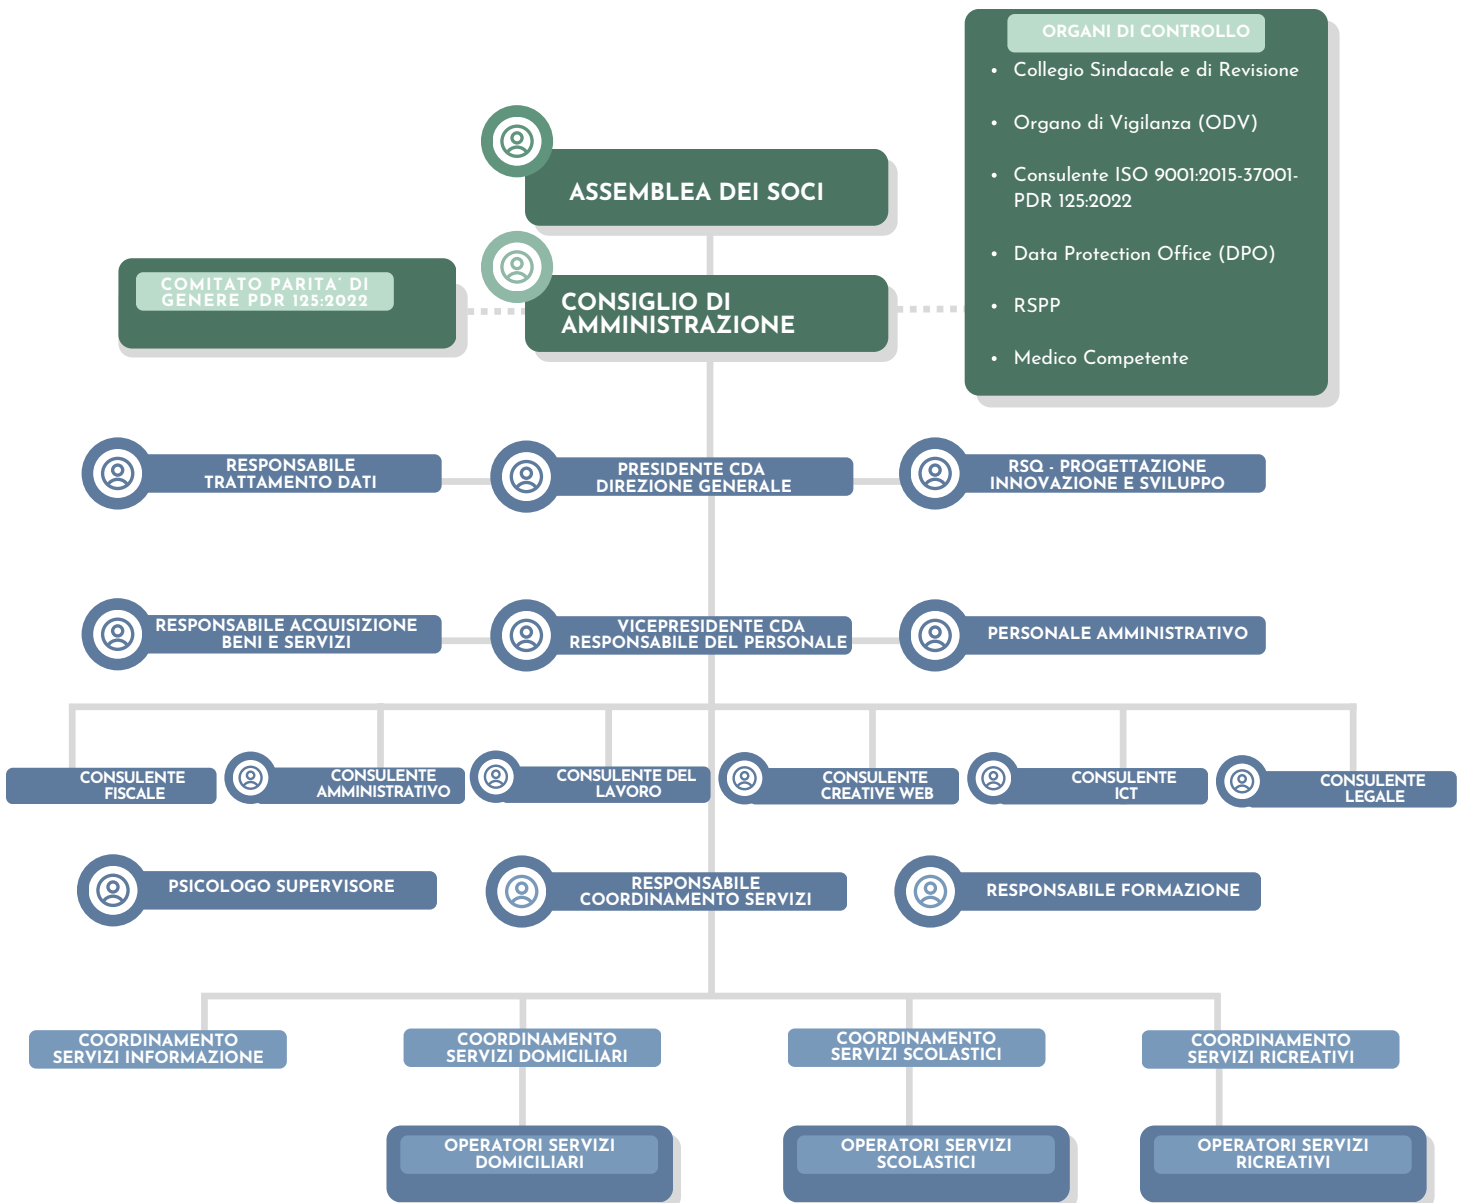 ORGANI DI CONTROLLO
• Collegio Sindacale e di Revisione
• Organo di Vigilanza (ODV)
• Consulente ISO 9001:2015-37001-
PDR 125:2022
• Data Protection Office (DPO)
• RSPP
• Medico Competente
ASSEMBLEA DEI SOCI
COMITATO PARITA' DI
GENERE PDR 125:2022
CONSIGLIO DI
AMMINISTRAZIONE
RESPONSABILE
TRATTAMENTO DATI
PRESIDENTE CDA
DIREZIONE GENERALE
RSQ - PROGETTAZIONE
INNOVAZIONE E SVILUPPO
RESPONSABILE ACQUISIZIONE
BENI E SERVIZI
VICEPRESIDENTE CDA
RESPONSABILE DEL PERSONALE
PERSONALE AMMINISTRATIVO
CONSULENTE
FISCALE
CONSULENTE
AMMINISTRATIVO
CONSULENTE DEL
LAVORO
CONSULENTE
CREATIVE WEB
CONSULENTE
ICT
CONSULENTE
LEGALE
PSICOLOGO SUPERVISORE
RESPONSABILE
COORDINAMENTO SERVIZI
RESPONSABILE FORMAZIONE
COORDINAMENTO
SERVIZI INFORMAZIONE
COORDINAMENTO
SERVIZI DOMICILIARI
COORDINAMENTO
SERVIZI SCOLASTICI
COORDINAMENTO
SERVIZI RICREATIVI
OPERATORI SERVIZI
DOMICILIARI
OPERATORI SERVIZI
SCOLASTICI
OPERATORI SERVIZI
RICREATIVI